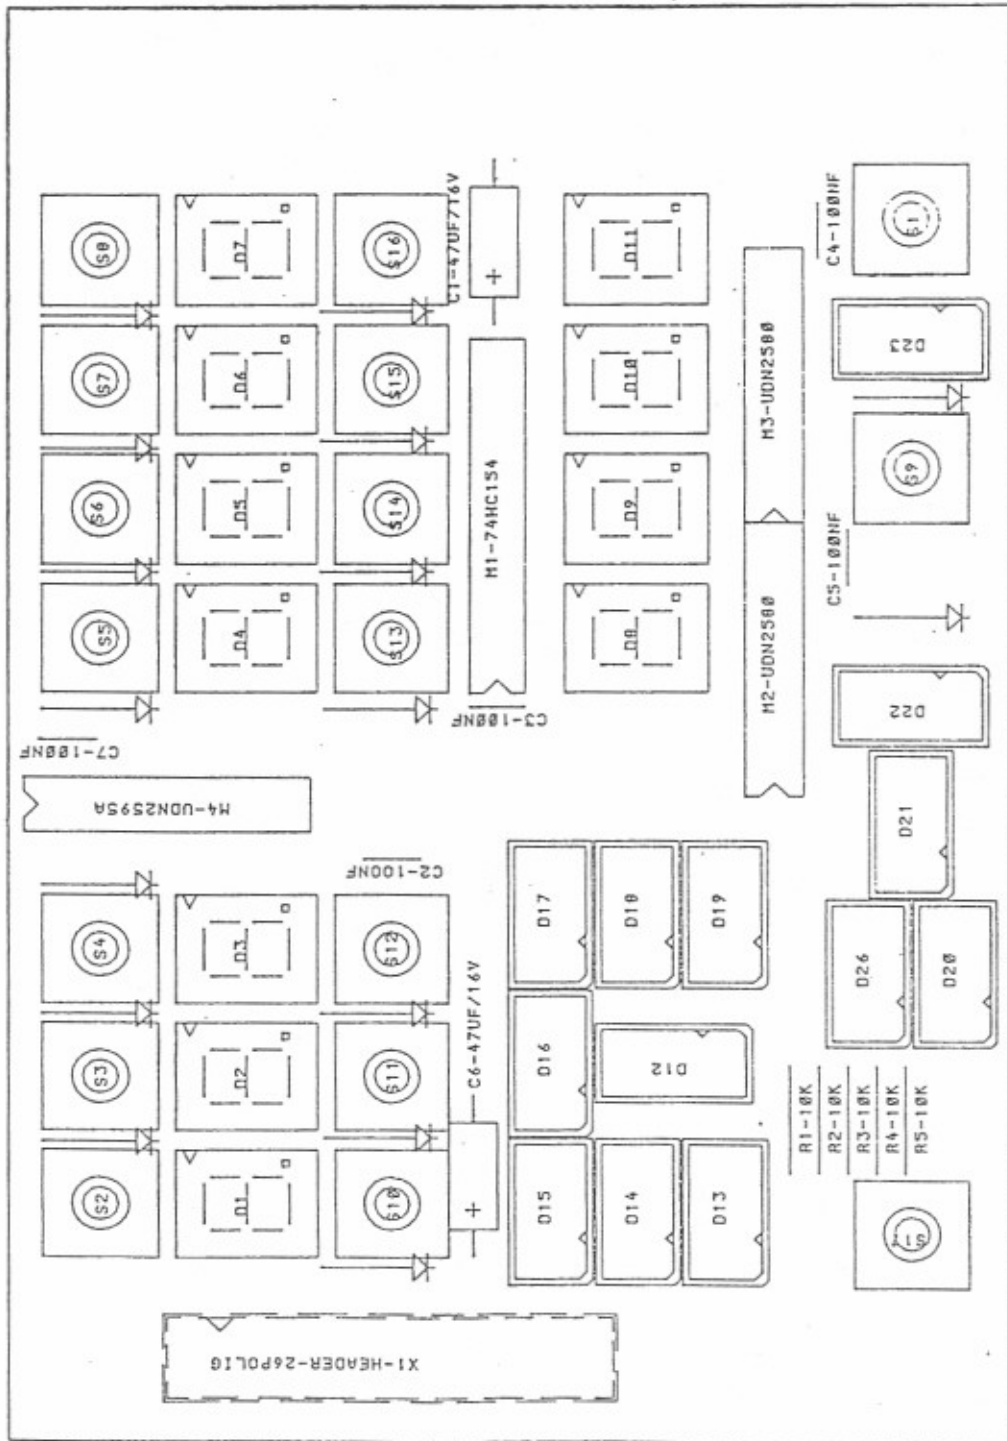 S8
D7
S16
C1-47UF/16V
+
D11
C4-100NF
S1
S7
D6
S15
D10
M3-UDN2580
D23
S6
D5
S14
M1-74HC154
D9
S9
C5-100NF
S5
D4
S13
D8
M2-UDN2580
C7-100NF
C3-100NF
D22
M4-UDN2595A
D21
C2-100NF
S4
D3
S12
C6-47UF/16V
D17
D18
D19
D26
D20
S3
D2
S11
D16
D12
R1-10K
R2-10K
R3-10K
R4-10K
R5-10K
S2
D1
S10
+
D15
D14
D13
S17
X1-HEADER-26POLIG